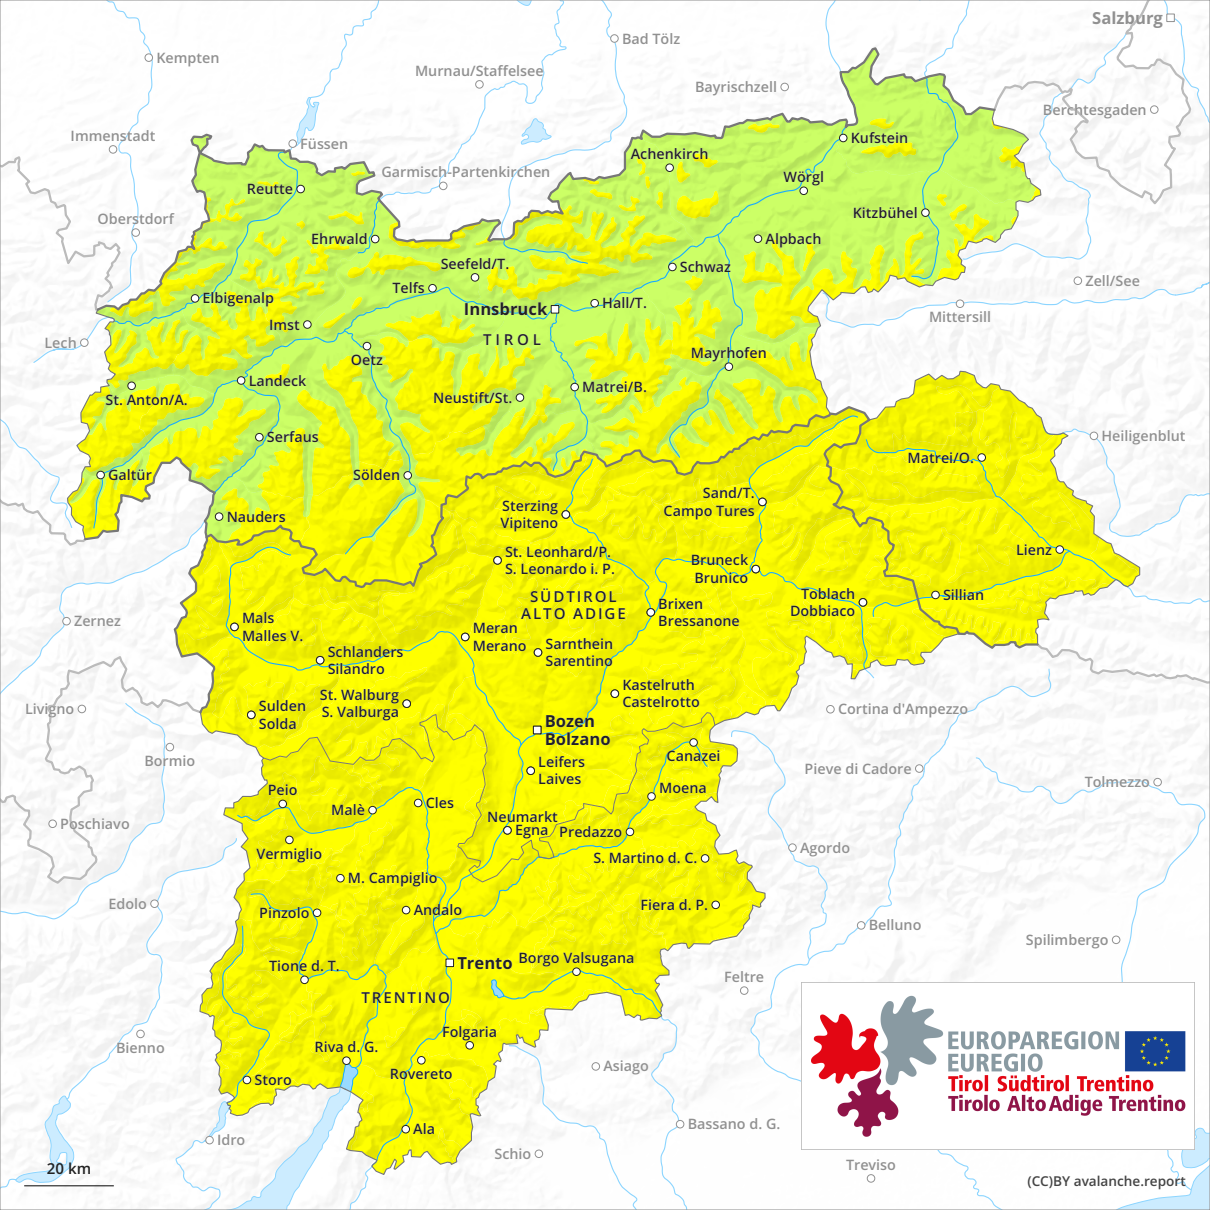 Salzburg
Bad Tölz
Kempten
Murnau/Staffelsee
Bayrischzell
Berchtesgaden
Immenstadt
Füssen
Kufstein
Achenkirch
Garmisch-Partenkirchen
Wörgl
Reutte
Oberstdorf
Kitzbühel
Ehrwald
Alpbach
Seefeld/T.
Schwaz
Zell/See
Telfs
Elbigenalp
Hall/T.
Innsbruck
Mittersill
Imst
TIROL
Lech
Oetz
Mayrhofen
Landeck
Matrei/B.
St. Anton/A.
Neustift/St.
Serfaus
Heiligenblut
Matrei/O.
Galtür
Sölden
Sand/T.
Campo Tures
Sterzing
Vipiteno
Nauders
St. Leonhard/P.
S. Leonardo i. P.
Lienz
Bruneck
Brunico
SÜDTIROL
ALTO ADIGE
Toblach
Dobbiaco
Sillian
Brixen
Bressanone
Zernez
Mals
Malles V.
Meran
Merano
Sarnthein
Sarentino
Schlanders
Silandro
Kastelruth
Castelrotto
St. Walburg
S. Valburga
Livigno
Sulden
Solda
Cortina d'Ampezzo
Bozen
Bolzano
Canazei
Bormio
Leifers
Laives
Pieve di Cadore
Tolmezzo
Peio
Moena
Malè
Cles
Neumarkt
Egna
Predazzo
Poschiavo
Vermiglio
Agordo
S. Martino d. C.
M. Campiglio
Edolo
Pinzolo
Andalo
Fiera d. P.
Belluno
Spilimbergo
Trento
Borgo Valsugana
Tione d. T.
Feltre
TRENTINO
Folgaria
Bienno
Riva d. G.
Rovereto
Asiago
Storo
EUROPAREGION
EUREGIO
Tirol Südtirol Trentino
Tirolo Alto Adige Trentino
Ala
Bassano d. G.
Idro
Schio
Treviso
20 km
(CC)BY avalanche.report